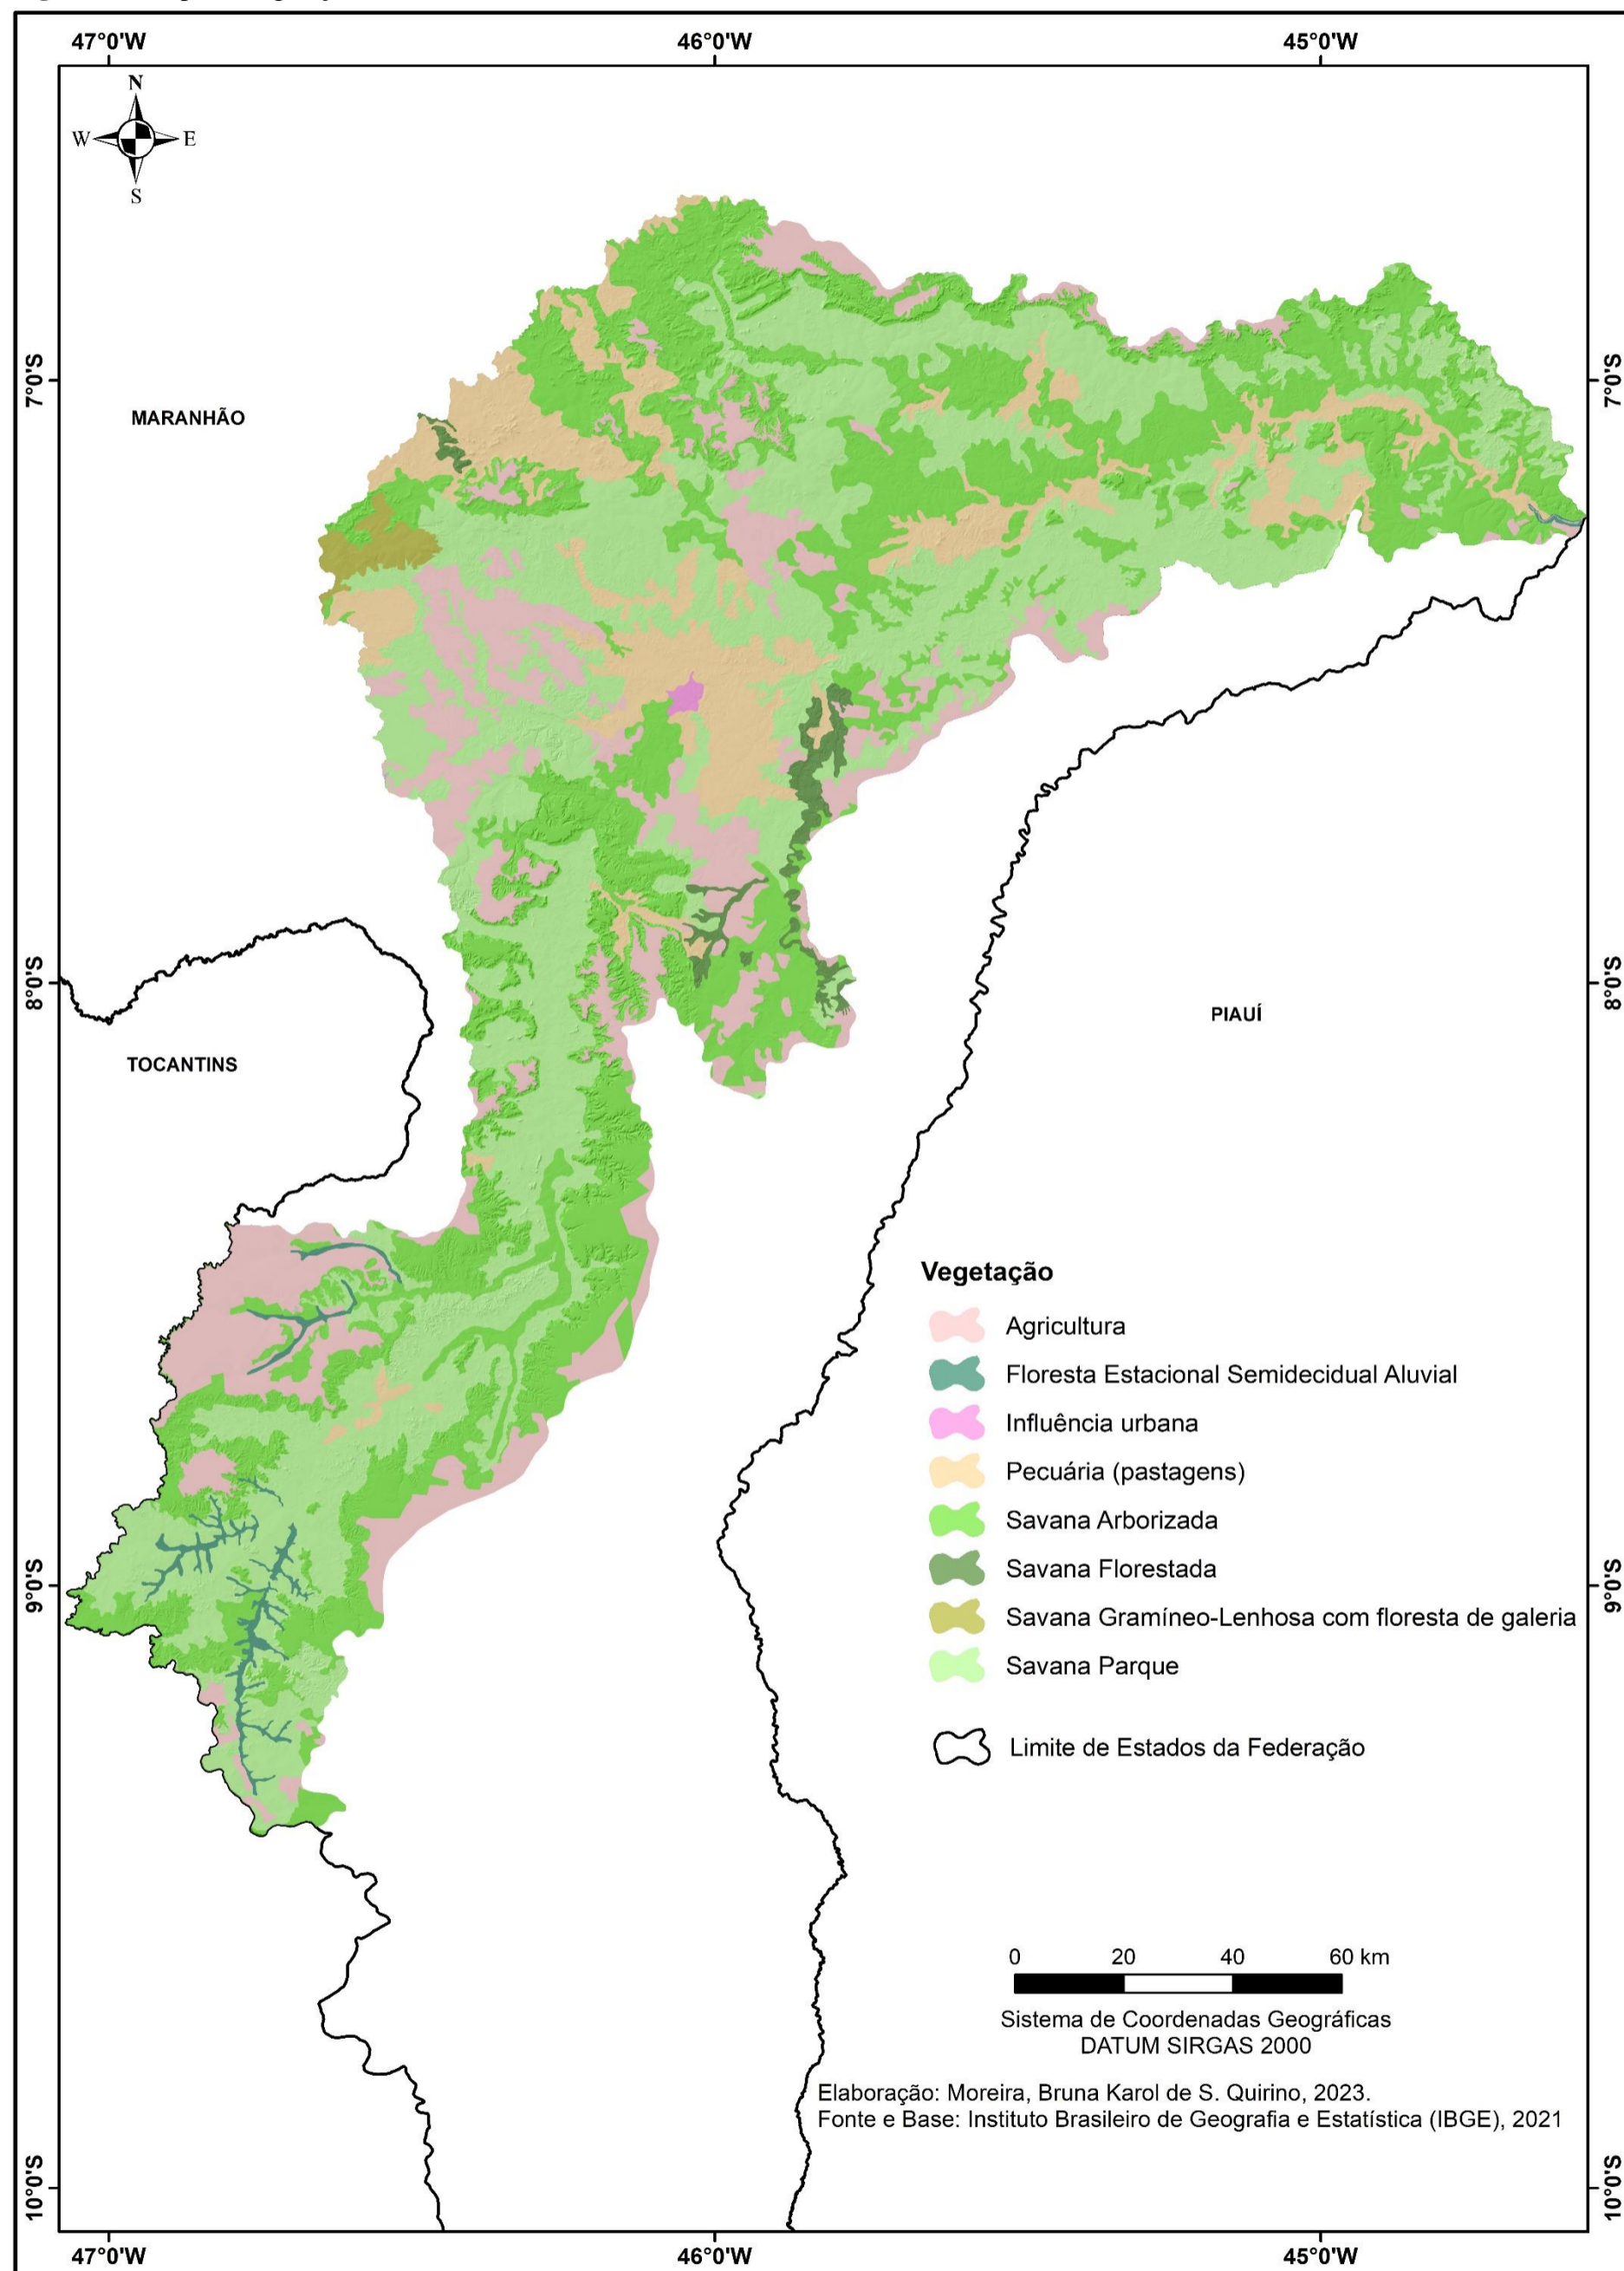 47°0'W 46°0'W 45°0'W
N
W E
S
7°0'S 7°0'S
MARANHÃO
8°0'S 8°0'S
PIAUÍ
TOCANTINS
Vegetação
Agricultura
Floresta Estacional Semidecidual Aluvial
Influência urbana
Pecuária (pastagens)
Savana Arborizada
Savana Florestada
9°0'S 9°0'S
Savana Gramíneo-Lenhosa com floresta de galeria
Savana Parque
Limite de Estados da Federação
0 20 40 60 km
Sistema de Coordenadas Geográficas
DATUM SIRGAS 2000
Elaboração: Moreira, Bruna Karol de S. Quirino, 2023.
Fonte e Base: Instituto Brasileiro de Geografia e Estatística (IBGE), 2021
10°0'S 10°0'S
47°0'W 46°0'W 45°0'W